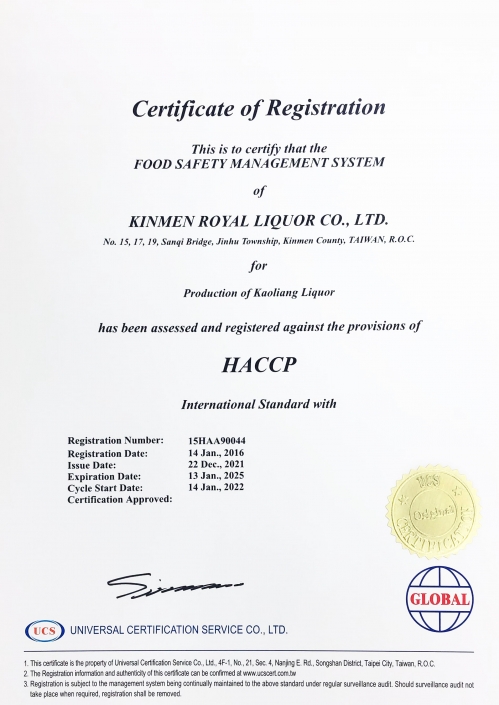 Certificate of Registration
This is to certify that the
FOOD SAFETY MANAGEMENT SYSTEM
of
KINMEN ROYAL LIQUOR CO., LTD.
No. 15, 17, 19, Sanqi Bridge, Jinhu Township, Kinmen County, TAIWAN, R.O.C.
for
Production of Kaoliang Liquor
has been assessed and registered against the provisions of
HACCP
International Standard with
Registration Number: 15HAA90044
Registration Date: 14 Jan., 2016
Issue Date: 22 Dec., 2021
Expiration Date: 13 Jan., 2025
Cycle Start Date: 14 Jan., 2022
Certification Approved:
UCS
Original
CERTIFICATE
GLOBAL
UCS UNIVERSAL CERTIFICATION SERVICE CO., LTD.
1. This certificate is the property of Universal Certification Service Co., Ltd., 4F-1, No., 21, Sec. 4, Nanjing E. Rd., Songshan District, Taipei City, Taiwan, R.O.C.
2. The Registration information and authenticity of this certificate can be confirmed at www.ucscert.com.tw
3. Registration is subject to the management system being continually maintained to the above standard under regular surveillance audit. Should surveillance audit not
take place when required, registration shall be removed.